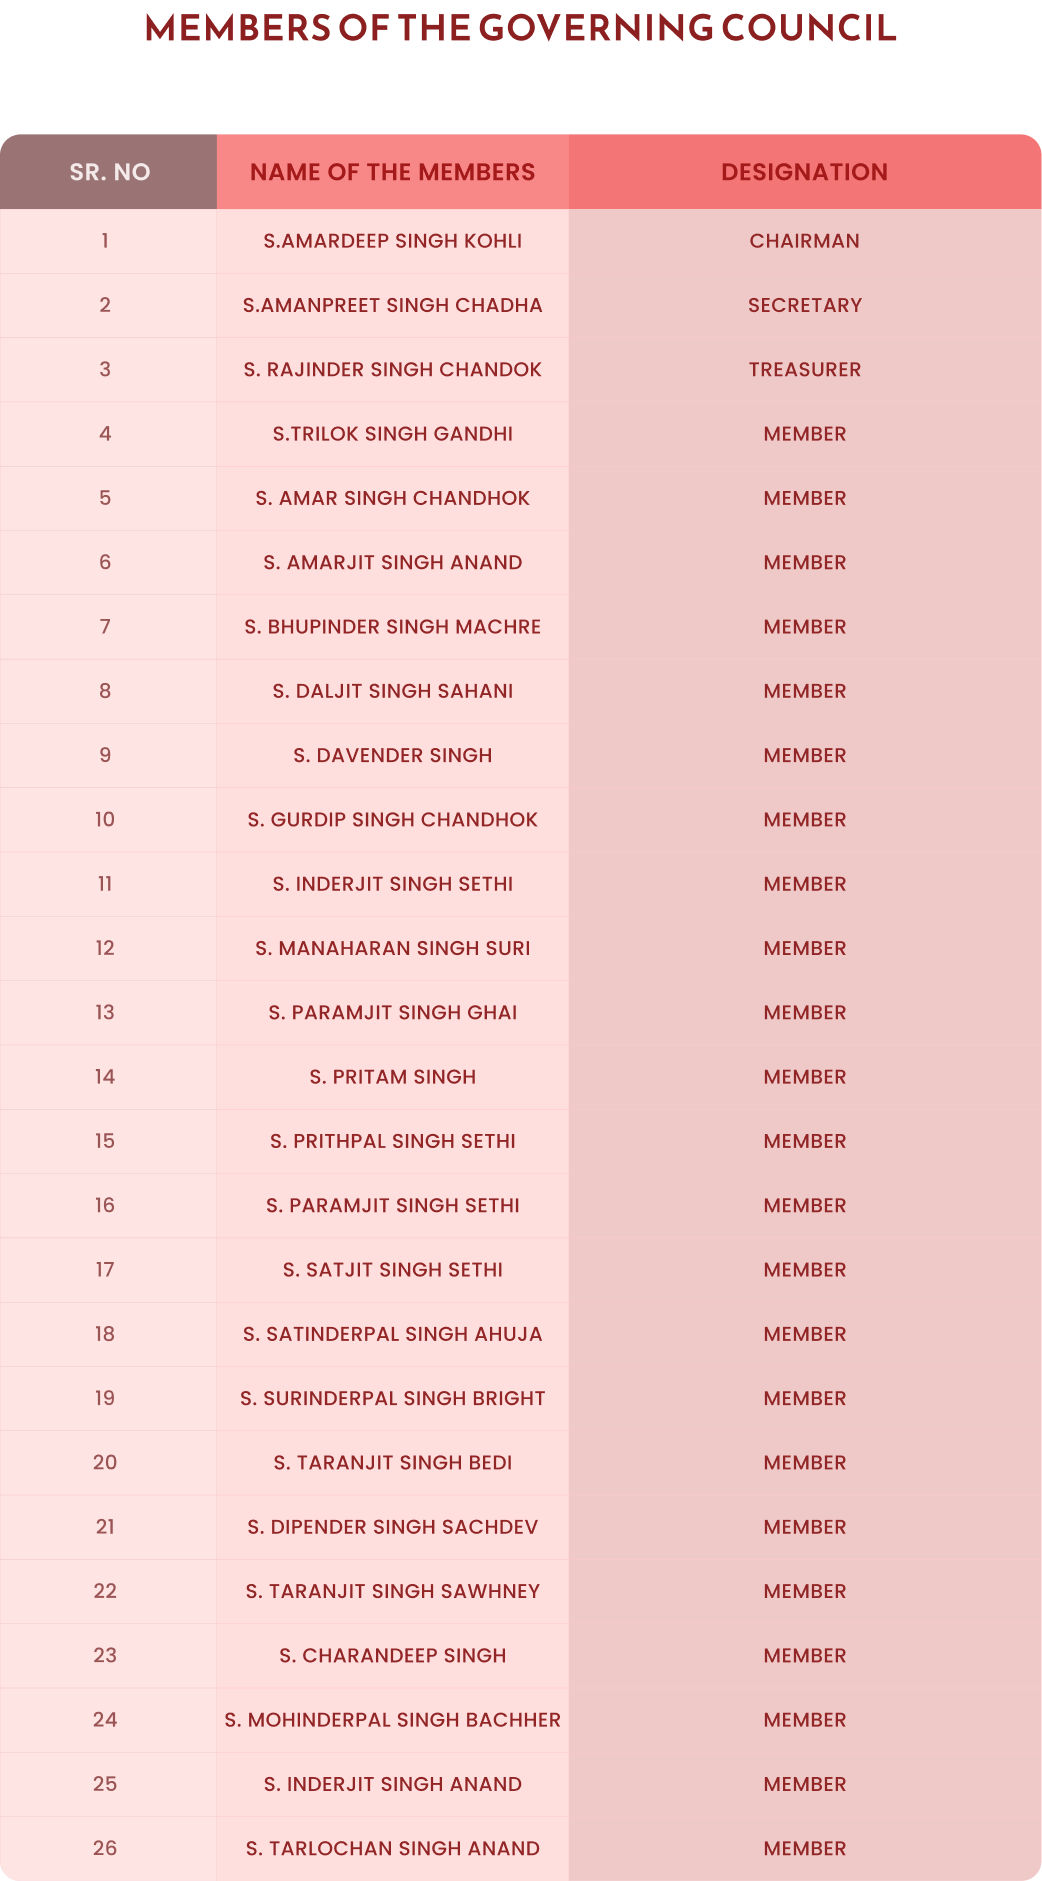 MEMBERS OF THE GOVERNING COUNCIL
SR. NO NAME OF THE MEMBERS DESIGNATION
1 S.AMARDEEP SINGH KOHLI CHAIRMAN
2 S.AMANPREET SINGH CHADHA SECRETARY
3 S. RAJINDER SINGH CHANDOK TREASURER
4 S.TRILOK SINGH GANDHI MEMBER
5 S. AMAR SINGH CHANDHOK MEMBER
6 S. AMARJIT SINGH ANAND MEMBER
7 S. BHUPINDER SINGH MACHRE MEMBER
8 S. DALJIT SINGH SAHANI MEMBER
9 S. DAVENDER SINGH MEMBER
10 S. GURDIP SINGH CHANDHOK MEMBER
11 S. INDERJIT SINGH SETHI MEMBER
12 S. MANAHARAN SINGH SURI MEMBER
13 S. PARAMJIT SINGH GHAI MEMBER
14 S. PRITAM SINGH MEMBER
15 S. PRITHPAL SINGH SETHI MEMBER
16 S. PARAMJIT SINGH SETHI MEMBER
17 S. SATJIT SINGH SETHI MEMBER
18 S. SATINDERPAL SINGH AHUJA MEMBER
19 S. SURINDERPAL SINGH BRIGHT MEMBER
20 S. TARANJIT SINGH BEDI MEMBER
21 S. DIPENDER SINGH SACHDEV MEMBER
22 S. TARANJIT SINGH SAWHNEY MEMBER
23 S. CHARANDEEP SINGH MEMBER
24 S. MOHINDERPAL SINGH BACHHER MEMBER
25 S. INDERJIT SINGH ANAND MEMBER
26 S. TARLOCHAN SINGH ANAND MEMBER